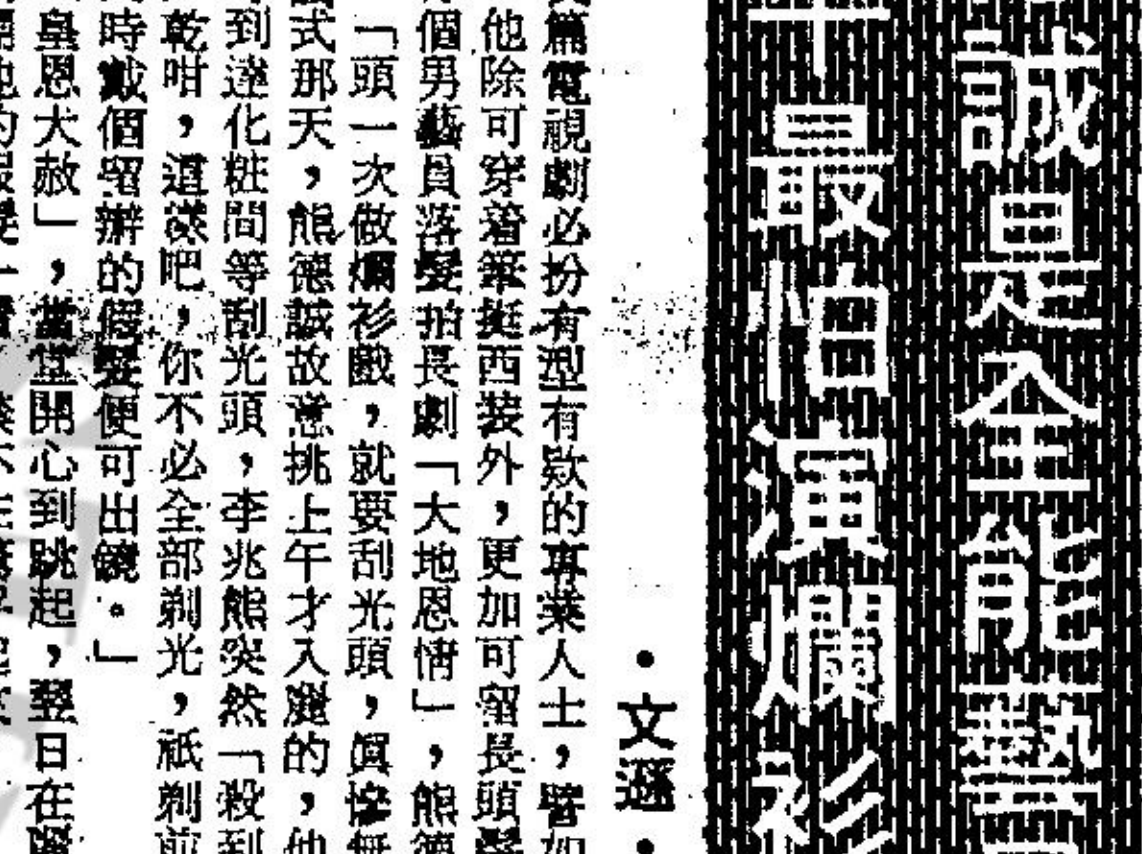 誠是全能藝
最怕演爛衫
・文遜・
篇電視劇必扮有型有欵的專業人士，譬如
他除可穿着筆挺西裝外，更加可留長頭髮
個男藝員落髮拍長劇「大地恩情」，熊德
「頭一次做爛衫戲，就要刮光頭，眞慘無
式那天，熊德誠故意挑上午才入廠的，他
到達化粧間等刮光頭，李兆熊突然「殺到
乾咁，這樣吧，你不必全部剃光，祇剃前
時戴個留辮的假髮便可出鏡。」
皇恩大赦」，當堂開心到跳起，翌日在